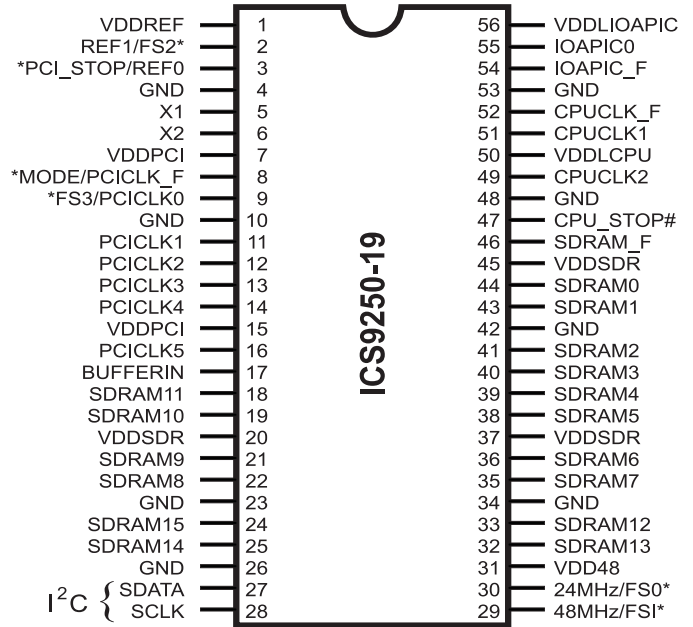 VDDREF 1 56 VDDLIOAPIC
REF1/FS2* 2 55 IOAPIC0
*PCI_STOP/REF0 3 54 IOAPIC_F
GND 4 53 GND
X1 5 52 CPUCLK_F
X2 6 51 CPUCLK1
VDDPCI 7 50 VDDLCPU
*MODE/PCICLK_F 8 49 CPUCLK2
*FS3/PCICLK0 9 48 GND
GND 10 47 CPU_STOP#
PCICLK1 11 46 SDRAM_F
PCICLK2 12 45 VDDSDR
PCICLK3 13 44 SDRAM0
PCICLK4 14 43 SDRAM1
VDDPCI 15 42 GND
PCICLK5 16 41 SDRAM2
BUFFERIN 17 40 SDRAM3
SDRAM11 18 39 SDRAM4
SDRAM10 19 38 SDRAM5
VDDSDR 20 37 VDDSDR
SDRAM9 21 36 SDRAM6
SDRAM8 22 35 SDRAM7
GND 23 34 GND
SDRAM15 24 33 SDRAM12
SDRAM14 25 32 SDRAM13
GND 26 31 VDD48
SDATA 27 30 24MHz/FS0*
SCLK 28 29 48MHz/FSI*
I²C {
ICS9250-19